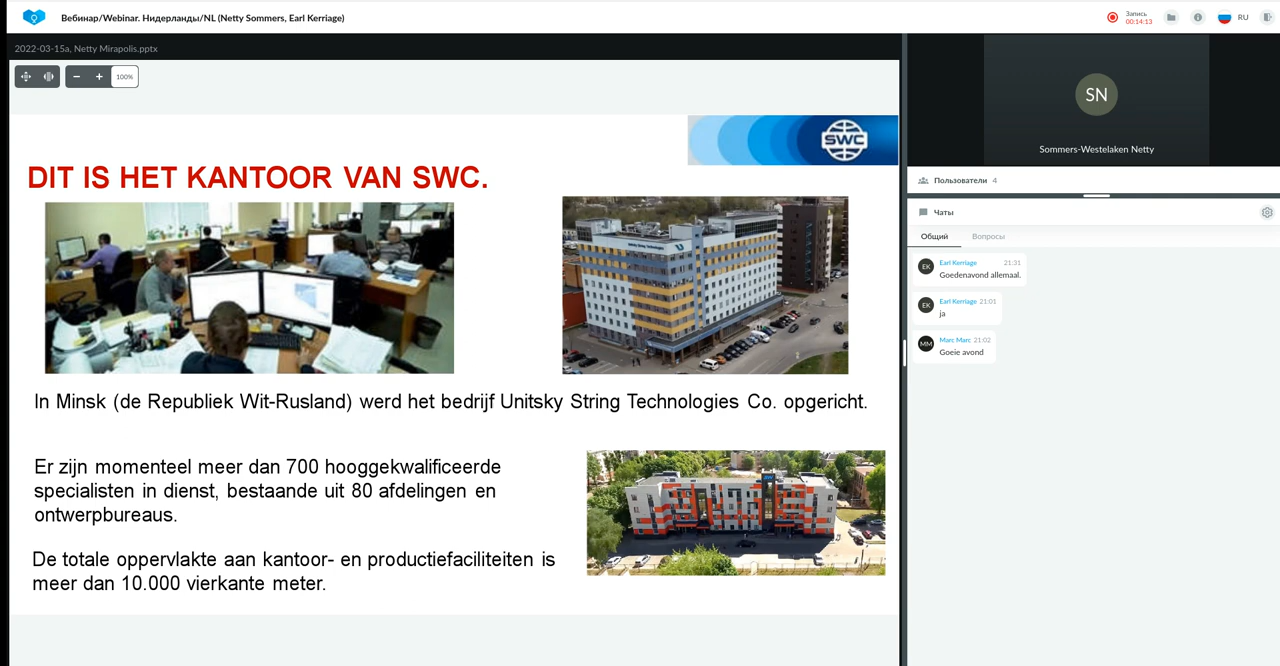 Вебинар/Webinar. Нидерланды/NL (Netty Sommers, Earl Kerriage)
Запись
00:14:13
RU
2022-03-15a, Netty Mirapolis.pptx
100%
SWC
DIT IS HET KANTOOR VAN SWC.
In Minsk (de Republiek Wit-Rusland) werd het bedrijf Unitsky String Technologies Co. opgericht.
Er zijn momenteel meer dan 700 hooggekwalificeerde
specialisten in dienst, bestaande uit 80 afdelingen en
ontwerpbureaus.
De totale oppervlakte aan kantoor- en productiefaciliteiten is
meer dan 10.000 vierkante meter.
SN
Sommers-Westelaken Netty
Пользователи 4
Чаты
Общий Вопросы
EK Earl Kerriage 21:31
Goedenavond allemaal.
EK Earl Kerriage 21:01
ja
MM Marc Marc 21:02
Goeie avond